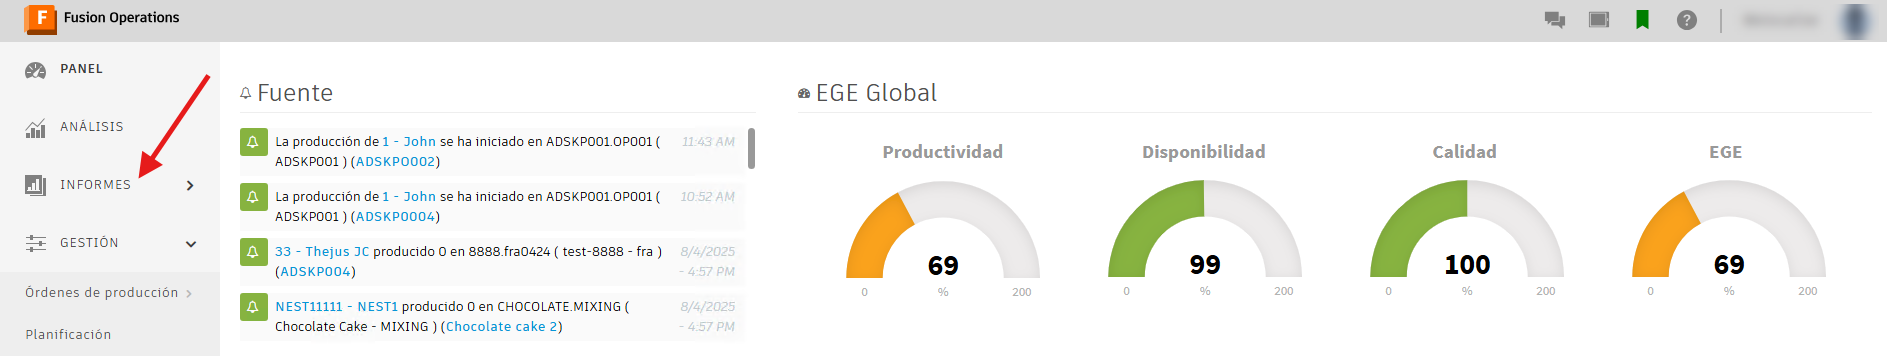 F Fusion Operations
?
PANEL
ANÁLISIS
INFORMES
GESTIÓN
Órdenes de producción
Planificación
Fuente
La producción de 1 - John se ha iniciado en ADSKP001.OP001 ( 11:43 AM
ADSKP001 ) (ADSKPO0002)
La producción de 1 - John se ha iniciado en ADSKP001.OP001 ( 10:52 AM
ADSKP001 ) (ADSKPO0004)
33 - Thejus JC producido 0 en 8888.fra0424 ( test-8888 - fra ) 8/4/2025
(ADSKP004) - 4:57 PM
NEST11111 - NEST1 producido 0 en CHOCOLATE.MIXING ( 8/4/2025
Chocolate Cake - MIXING ) (Chocolate cake 2) - 4:57 PM
EGE Global
Productividad
69
0 % 200
Disponibilidad
99
0 % 200
Calidad
100
0 % 200
EGE
69
0 % 200